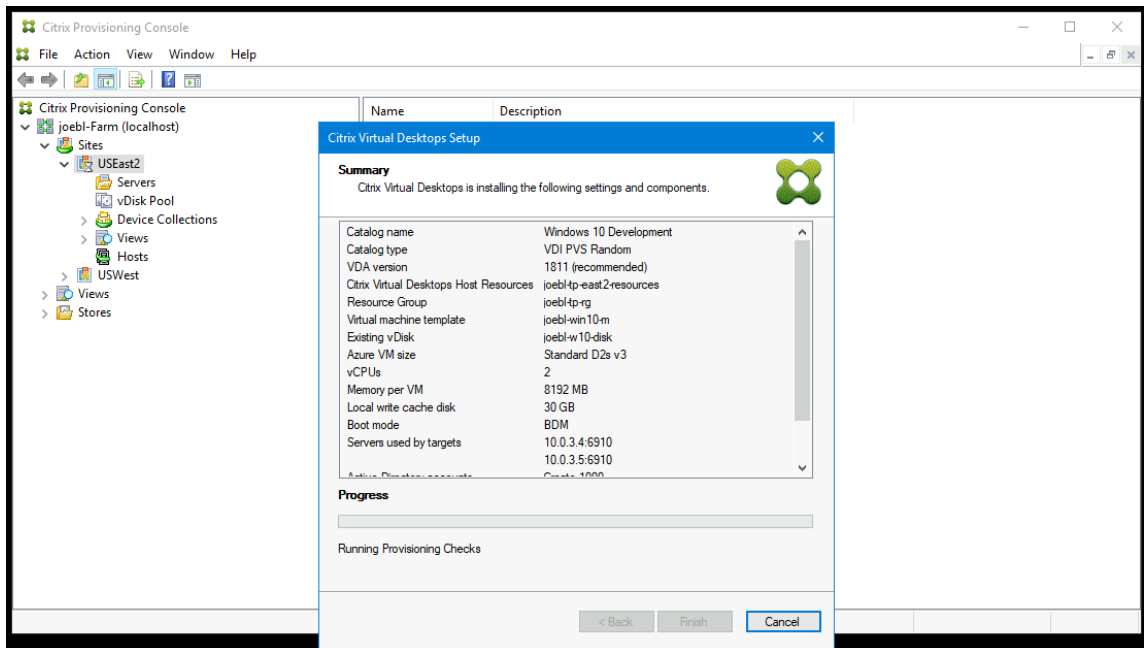 Citrix Provisioning Console
File Action View Window Help
Citrix Provisioning Console
joebl-Farm (localhost)
Sites
USEast2
Servers
vDisk Pool
Device Collections
Views
Hosts
USWest
Views
Stores
Name Description
Citrix Virtual Desktops Setup
Summary
Citrix Virtual Desktops is installing the following settings and components.
Catalog name Windows 10 Development
Catalog type VDI PVS Random
VDA version 1811 (recommended)
Citrix Virtual Desktops Host Resources joebl-tp-east2-resources
Resource Group joebl-tp-rg
Virtual machine template joebl-win10-m
Existing vDisk joebl-w10-disk
Azure VM size Standard D2s v3
vCPUs 2
Memory per VM 8192 MB
Local write cache disk 30 GB
Boot mode BDM
Servers used by targets 10.0.3.4:6910
10.0.3.5:6910
Active Directory accounts Create 1000
Progress
Running Provisioning Checks
< Back Finish Cancel